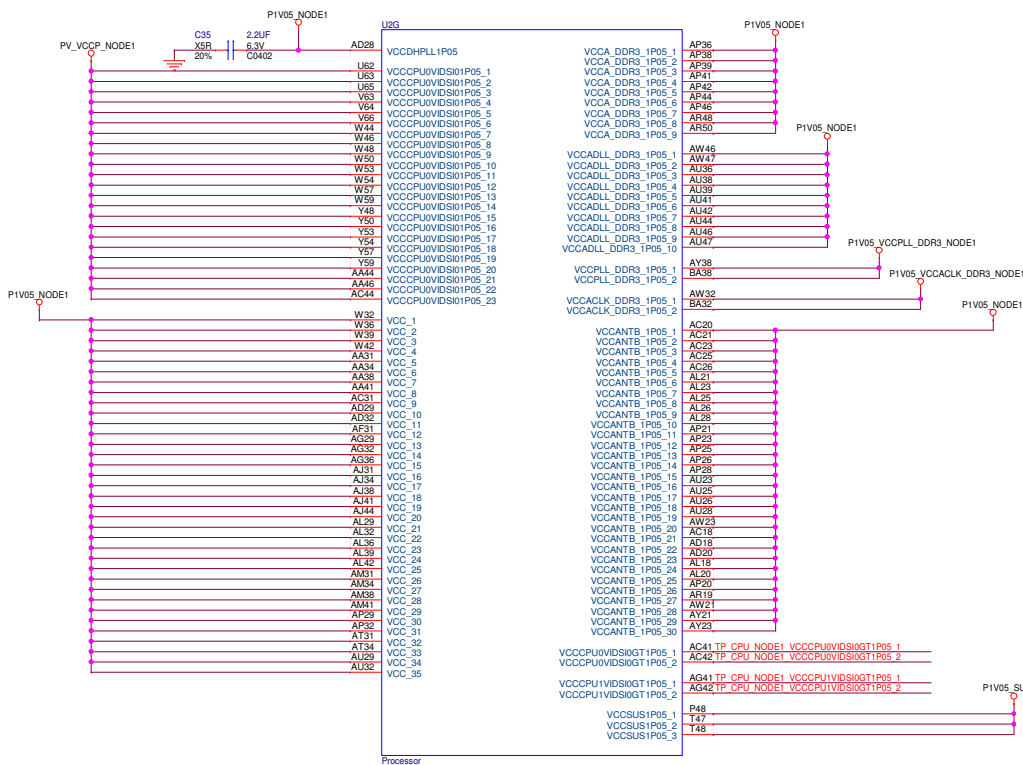 P1V05_NODE1
PV_VCCP_NODE1
C35
X5R
20%
2.2UF
6.3V
C0402
U2G
P1V05_NODE1
AD28 VCCDHPLL1P05
U62 VCCCPU0VIDSI01P05_1
U63 VCCCPU0VIDSI01P05_2
U65 VCCCPU0VIDSI01P05_3
V63 VCCCPU0VIDSI01P05_4
V64 VCCCPU0VIDSI01P05_5
V66 VCCCPU0VIDSI01P05_6
W44 VCCCPU0VIDSI01P05_7
W46 VCCCPU0VIDSI01P05_8
W48 VCCCPU0VIDSI01P05_9
W50 VCCCPU0VIDSI01P05_10
W53 VCCCPU0VIDSI01P05_11
W54 VCCCPU0VIDSI01P05_12
W57 VCCCPU0VIDSI01P05_13
W59 VCCCPU0VIDSI01P05_14
Y48 VCCCPU0VIDSI01P05_15
Y50 VCCCPU0VIDSI01P05_16
Y53 VCCCPU0VIDSI01P05_17
Y54 VCCCPU0VIDSI01P05_18
Y57 VCCCPU0VIDSI01P05_19
Y59 VCCCPU0VIDSI01P05_20
AA44 VCCCPU0VIDSI01P05_21
AA46 VCCCPU0VIDSI01P05_22
AC44 VCCCPU0VIDSI01P05_23
P1V05_NODE1
W32 VCC_1
W36 VCC_2
W39 VCC_3
W42 VCC_4
AA31 VCC_5
AA34 VCC_6
AA38 VCC_7
AA41 VCC_8
AC31 VCC_9
AD29 VCC_10
AD32 VCC_11
AF31 VCC_12
AG29 VCC_13
AG32 VCC_14
AG36 VCC_15
AJ31 VCC_16
AJ34 VCC_17
AJ38 VCC_18
AJ41 VCC_19
AJ44 VCC_20
AL29 VCC_21
AL32 VCC_22
AL36 VCC_23
AL39 VCC_24
AL42 VCC_25
AM31 VCC_26
AM34 VCC_27
AM38 VCC_28
AM41 VCC_29
AP29 VCC_30
AP32 VCC_31
AT31 VCC_32
AT34 VCC_33
AU29 VCC_34
AU32 VCC_35
VCCA_DDR3_1P05_1 AP36
VCCA_DDR3_1P05_2 AP38
VCCA_DDR3_1P05_3 AP39
VCCA_DDR3_1P05_4 AP41
VCCA_DDR3_1P05_5 AP42
VCCA_DDR3_1P05_6 AP44
VCCA_DDR3_1P05_7 AP46
VCCA_DDR3_1P05_8 AR48
VCCA_DDR3_1P05_9 AR50
P1V05_NODE1
VCCADLL_DDR3_1P05_1 AW46
VCCADLL_DDR3_1P05_2 AW47
VCCADLL_DDR3_1P05_3 AU36
VCCADLL_DDR3_1P05_4 AU38
VCCADLL_DDR3_1P05_5 AU39
VCCADLL_DDR3_1P05_6 AU41
VCCADLL_DDR3_1P05_7 AU42
VCCADLL_DDR3_1P05_8 AU44
VCCADLL_DDR3_1P05_9 AU46
VCCADLL_DDR3_1P05_10 AU47
P1V05_VCCPLL_DDR3_NODE1
VCCPLL_DDR3_1P05_1 AY38
VCCPLL_DDR3_1P05_2 BA38
P1V05_VCCACLK_DDR3_NODE1
VCCACLK_DDR3_1P05_1 AW32
VCCACLK_DDR3_1P05_2 BA32
P1V05_NODE1
VCCANTB_1P05_1 AC20
VCCANTB_1P05_2 AC21
VCCANTB_1P05_3 AC23
VCCANTB_1P05_4 AC25
VCCANTB_1P05_5 AC26
VCCANTB_1P05_6 AL21
VCCANTB_1P05_7 AL23
VCCANTB_1P05_8 AL25
VCCANTB_1P05_9 AL26
VCCANTB_1P05_10 AL28
VCCANTB_1P05_11 AP21
VCCANTB_1P05_12 AP23
VCCANTB_1P05_13 AP25
VCCANTB_1P05_14 AP26
VCCANTB_1P05_15 AP28
VCCANTB_1P05_16 AU23
VCCANTB_1P05_17 AU25
VCCANTB_1P05_18 AU26
VCCANTB_1P05_19 AU28
VCCANTB_1P05_20 AW23
VCCANTB_1P05_21 AC18
VCCANTB_1P05_22 AD18
VCCANTB_1P05_23 AD20
VCCANTB_1P05_24 AL18
VCCANTB_1P05_25 AL20
VCCANTB_1P05_26 AP20
VCCANTB_1P05_27 AR19
VCCANTB_1P05_28 AW21
VCCANTB_1P05_29 AY21
VCCANTB_1P05_30 AY23
VCCCPU0VIDSI0GT1P05_1 AC41 TP_CPU_NODE1_VCCCPU0VIDSI0GT1P05_1
VCCCPU0VIDSI0GT1P05_2 AC42 TP_CPU_NODE1_VCCCPU0VIDSI0GT1P05_2
VCCCPU1VIDSI0GT1P05_1 AG41 TP_CPU_NODE1_VCCCPU1VIDSI0GT1P05_1
VCCCPU1VIDSI0GT1P05_2 AG42 TP_CPU_NODE1_VCCCPU1VIDSI0GT1P05_2
P1V05_SU
VCCSUS1P05_1 P48
VCCSUS1P05_2 T47
VCCSUS1P05_3 T48
Processor